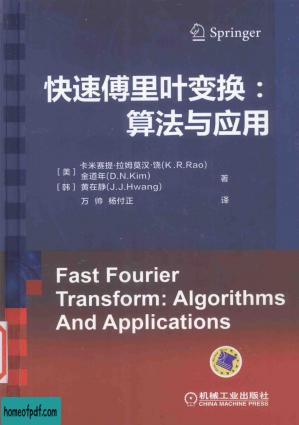 Springer
快速傅里叶变换：
算法与应用
[美] 卡米赛提·拉姆莫汉·饶(K.R.Rao)
金道年(D.N.Kim) 著
[韩] 黄在静(J.J.Hwang)
万帅 杨付正 译
Fast Fourier
Transform: Algorithms
And Applications
机械工业出版社
CHINA MACHINE PRESS
homeofpdf.com